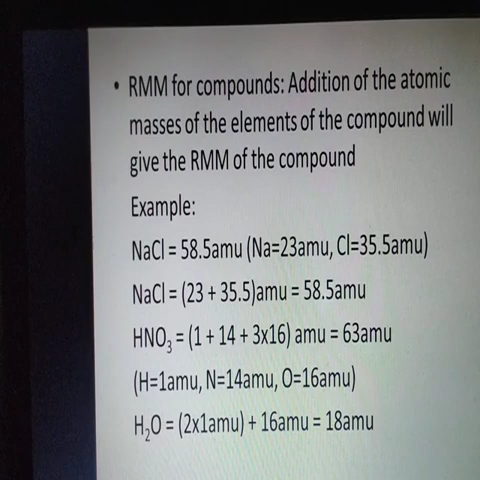 • RMM for compounds: Addition of the atomic
masses of the elements of the compound will
give the RMM of the compound
Example:
NaCl = 58.5amu (Na=23amu, Cl=35.5amu)
NaCl = (23 + 35.5)amu = 58.5amu
HNO₃ = (1 + 14 + 3x16) amu = 63amu
(H=1amu, N=14amu, O=16amu)
H₂O = (2x1amu) + 16amu = 18amu